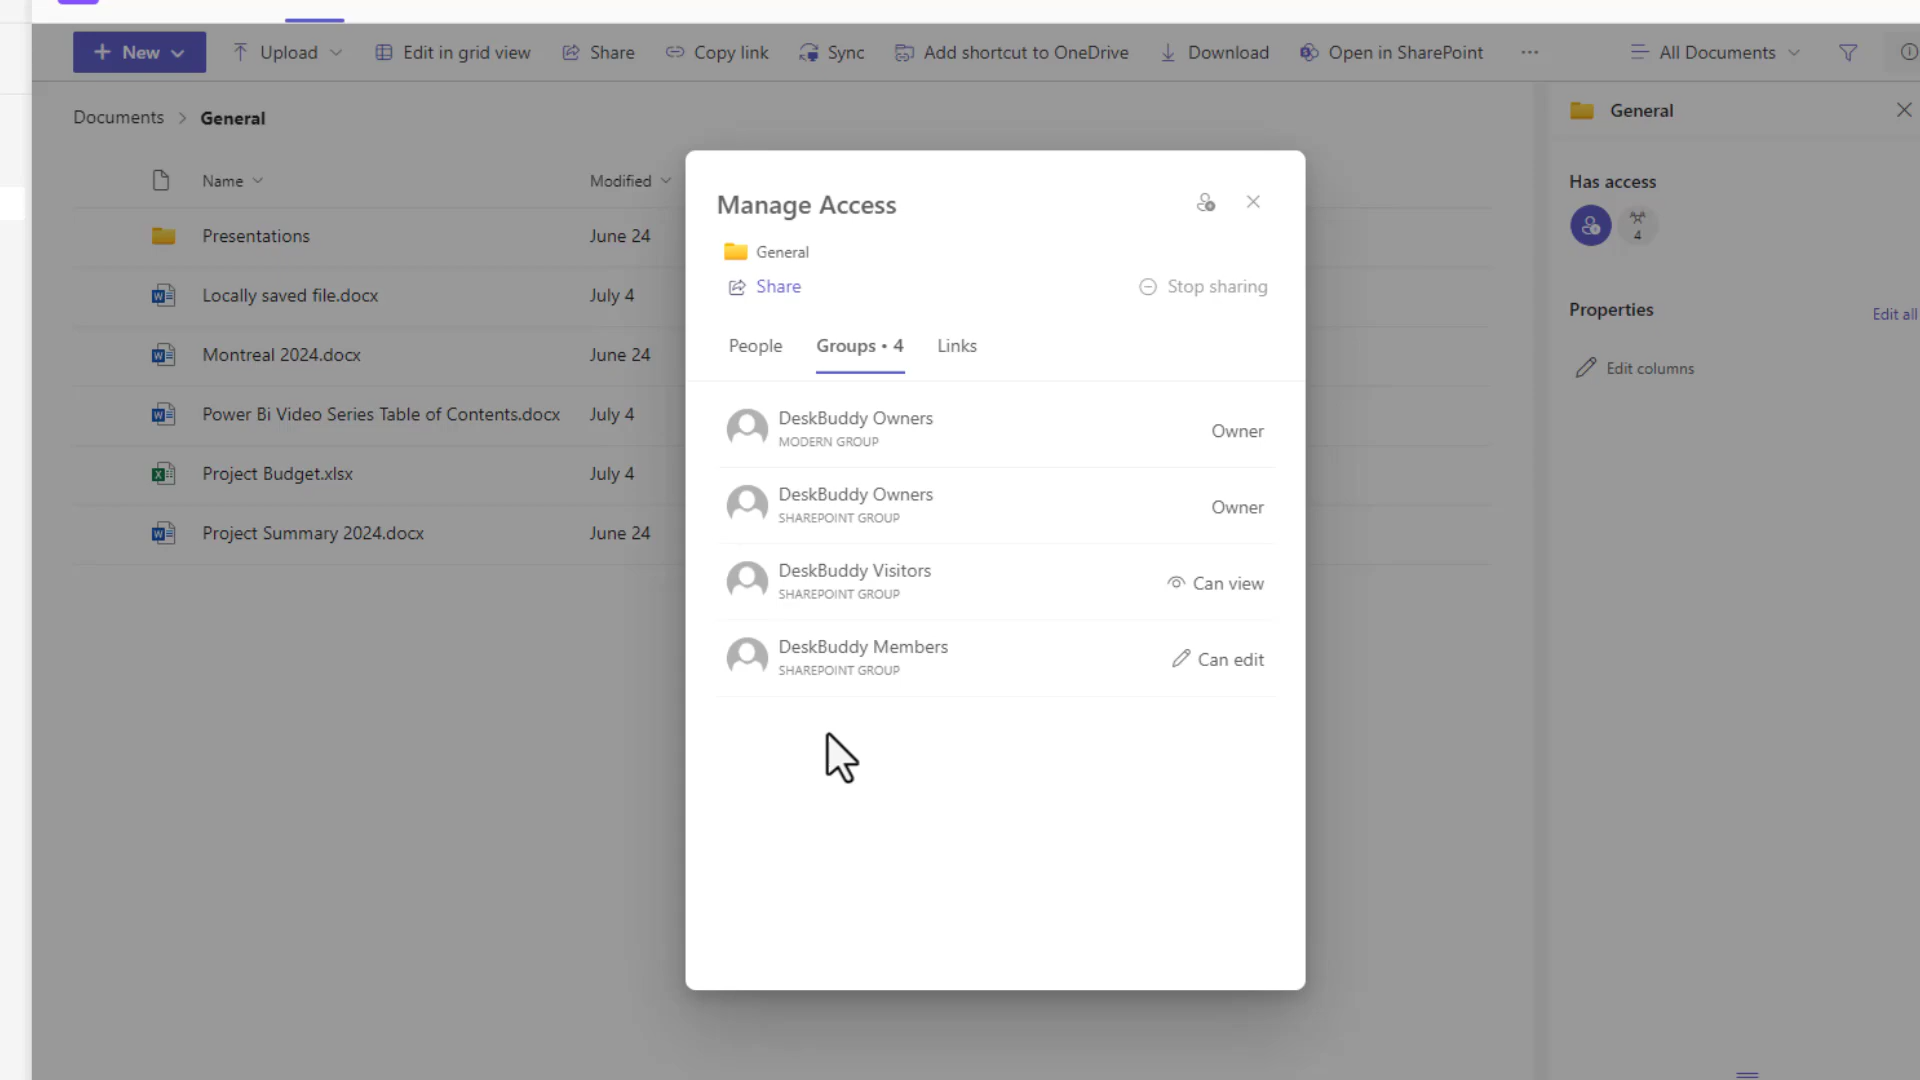 New
Upload
Edit in grid view
Share
Copy link
Sync
Add shortcut to OneDrive
Download
Open in SharePoint
All Documents
Documents > General
Name
Modified
Presentations
June 24
Locally saved file.docx
July 4
Montreal 2024.docx
June 24
Power Bi Video Series Table of Contents.docx
July 4
Project Budget.xlsx
July 4
Project Summary 2024.docx
June 24
Manage Access
General
Share
Stop sharing
People
Groups • 4
Links
DeskBuddy Owners
MODERN GROUP
Owner
DeskBuddy Owners
SHAREPOINT GROUP
Owner
DeskBuddy Visitors
SHAREPOINT GROUP
Can view
DeskBuddy Members
SHAREPOINT GROUP
Can edit
General
Has access
4
Properties
Edit all
Edit columns